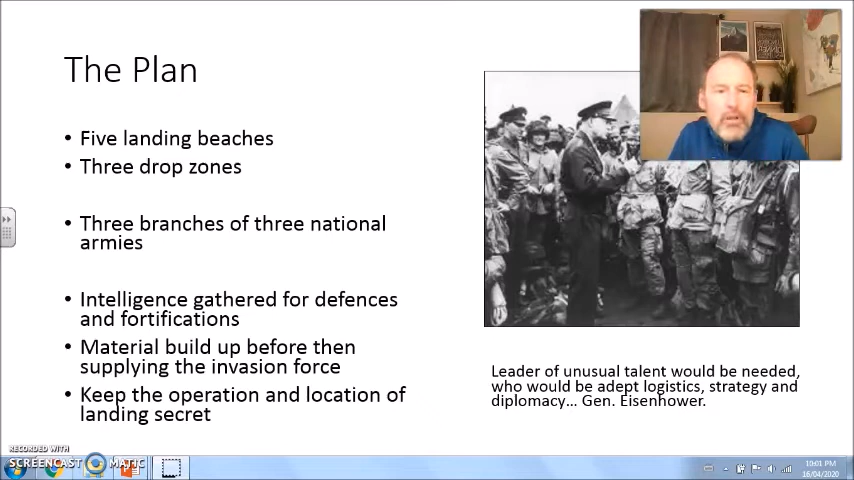 The Plan
• Five landing beaches
• Three drop zones
• Three branches of three national
armies
• Intelligence gathered for defences
and fortifications
• Material build up before then
supplying the invasion force
• Keep the operation and location of
landing secret
Leader of unusual talent would be needed,
who would be adept logistics, strategy and
diplomacy... Gen. Eisenhower.
RECORDED WITH
SCREENCAST MATIC
10:01 PM
16/04/2020